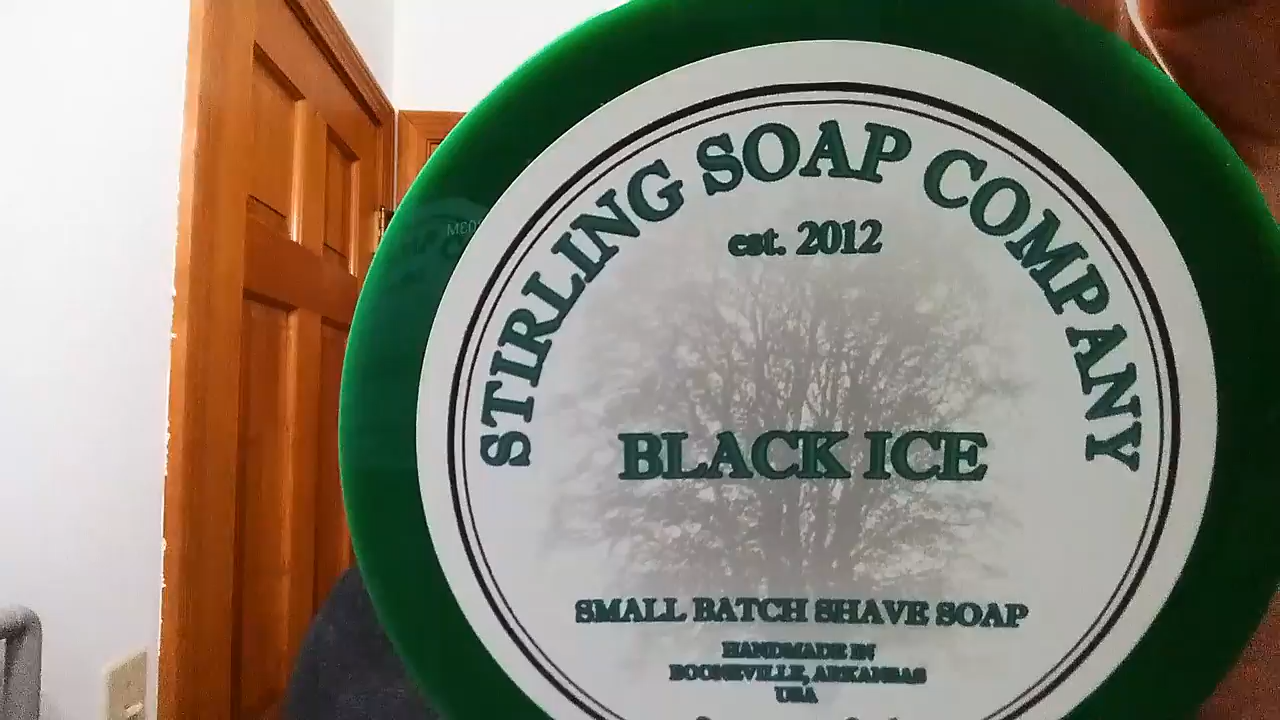 STIRLING SOAP COMPANY
est. 2012
BLACK ICE
SMALL BATCH SHAVE SOAP
HANDMADE IN
BOONEVILLE, ARKANSAS
USA